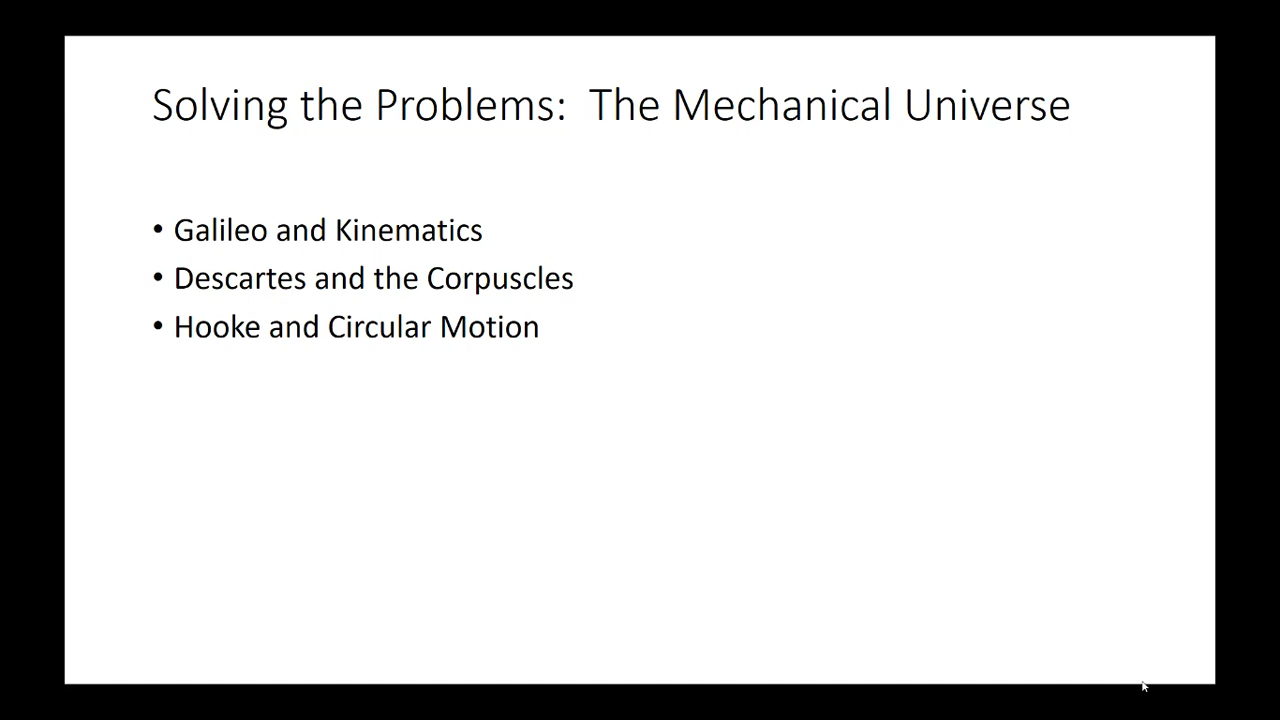 Solving the Problems:  The Mechanical Universe
• Galileo and Kinematics
• Descartes and the Corpuscles
• Hooke and Circular Motion